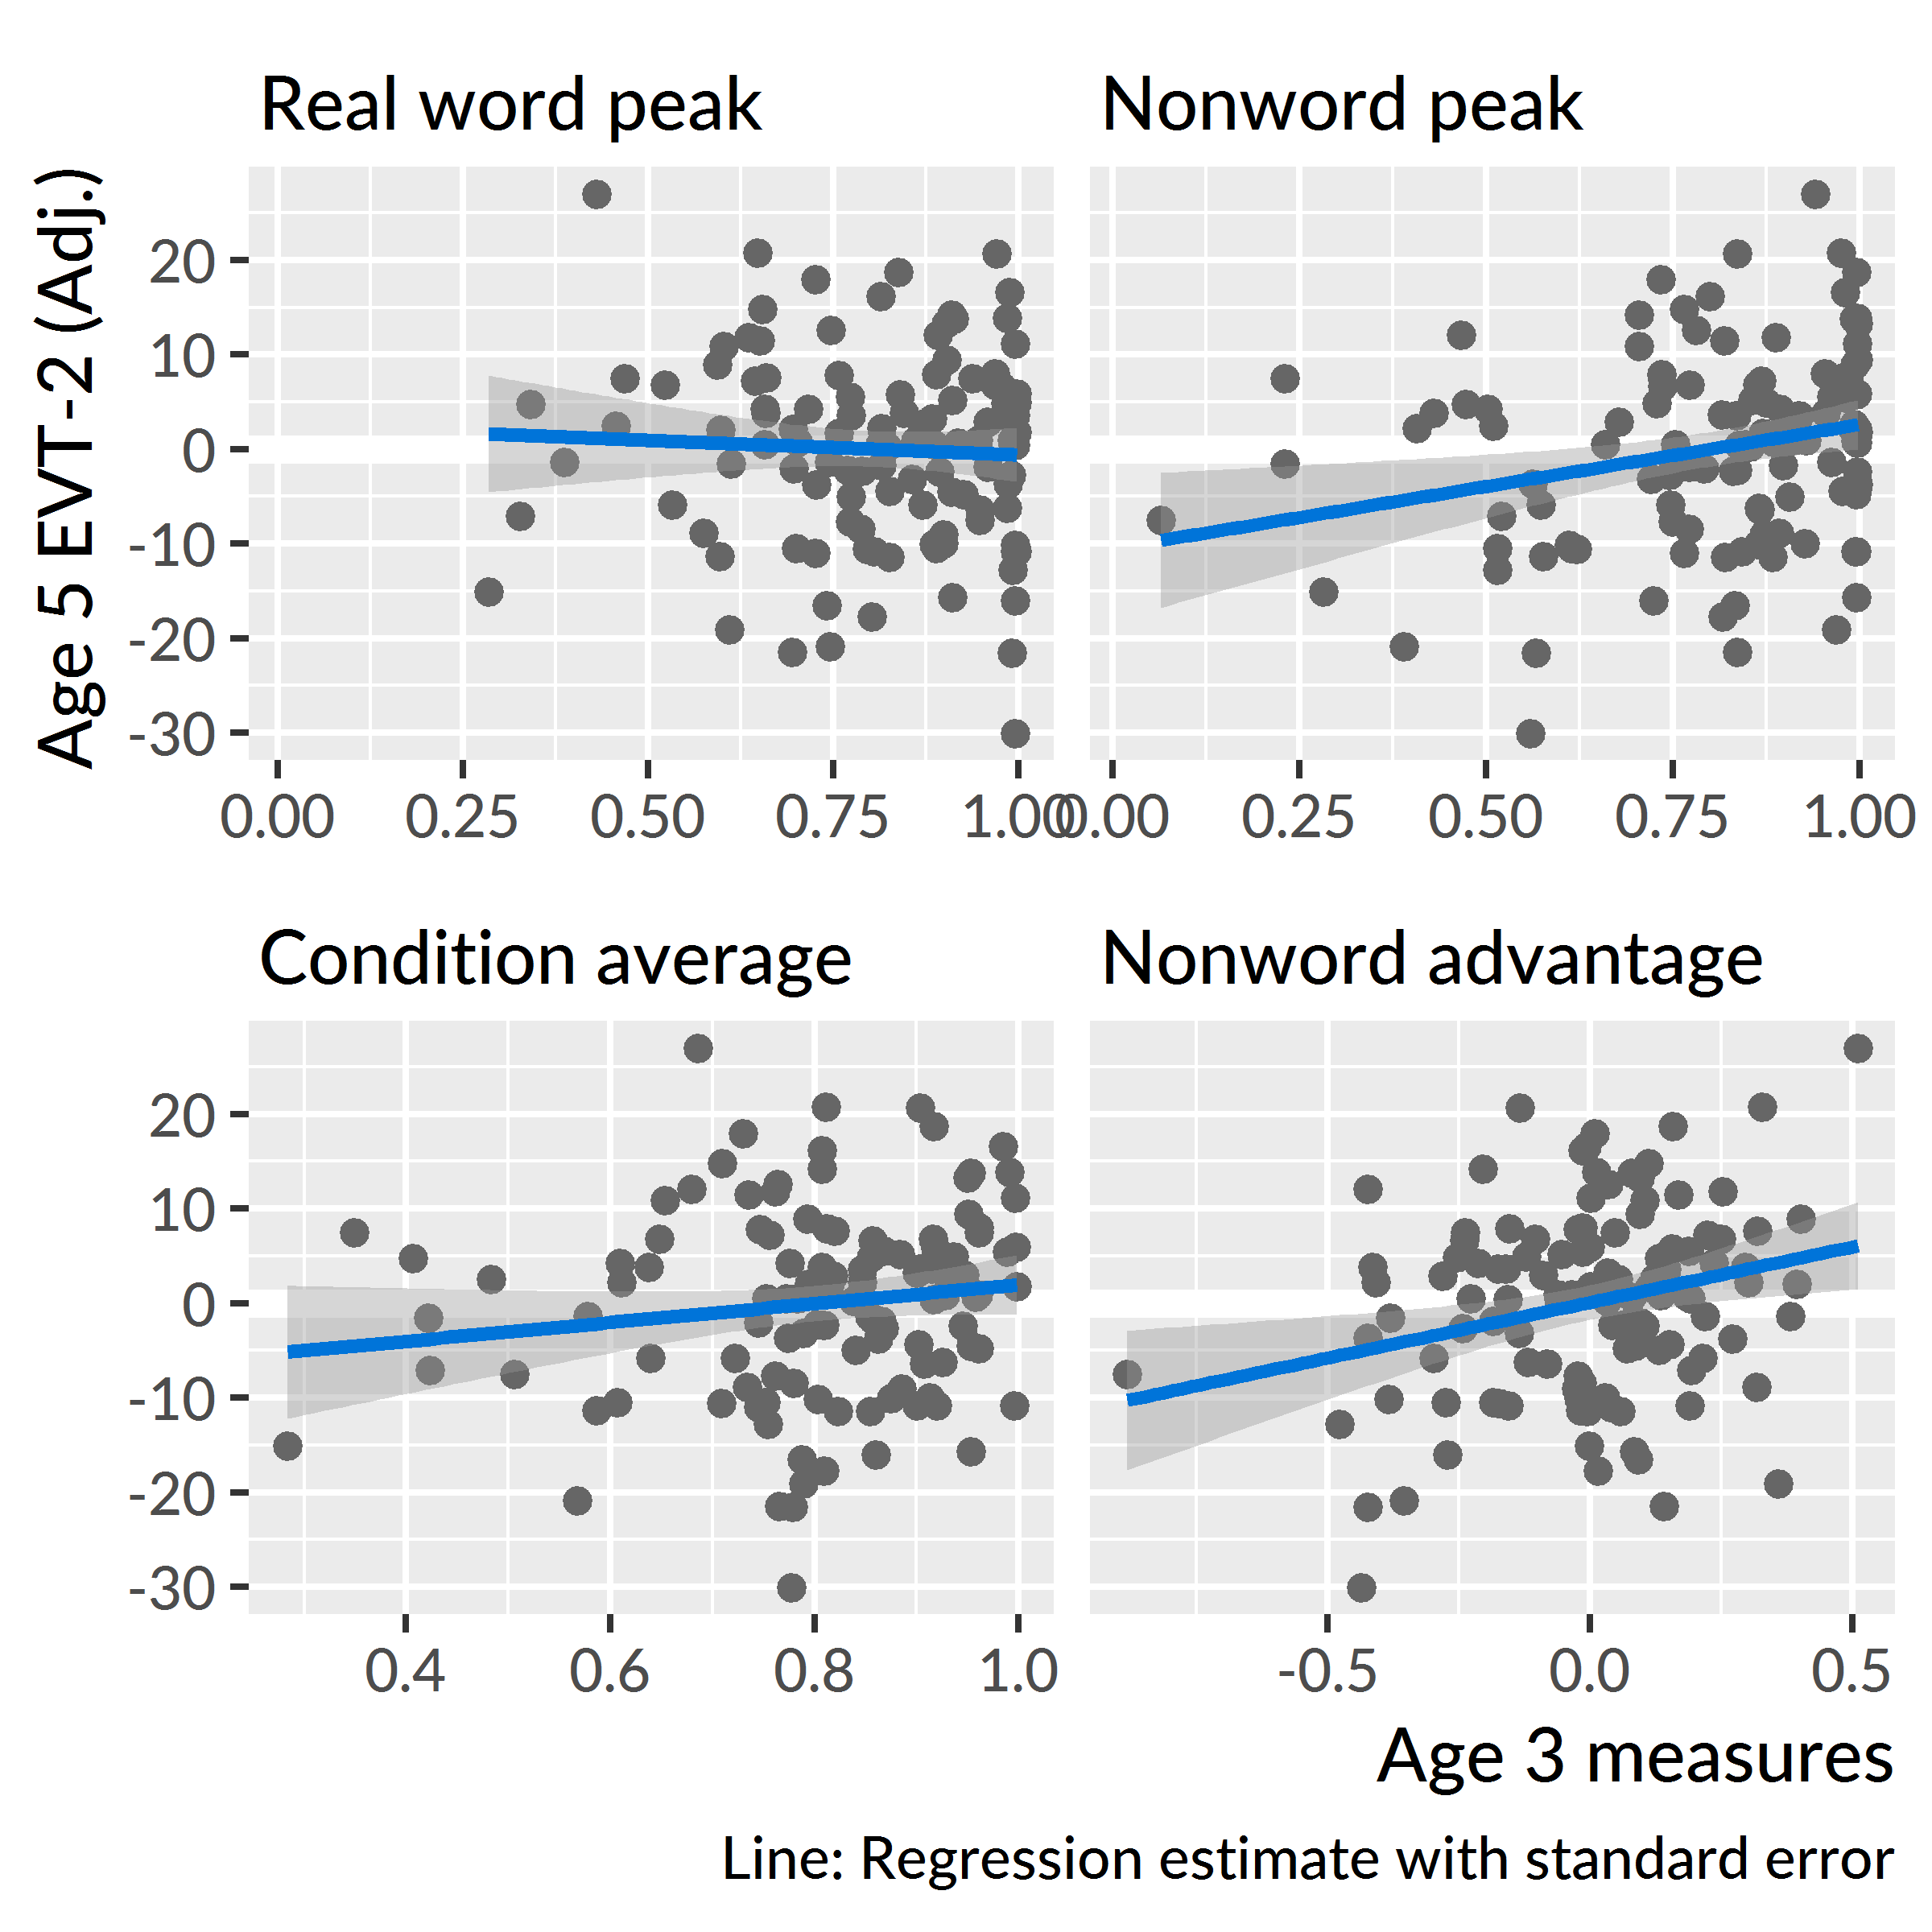 Real word peak
Nonword peak
Age 5 EVT-2 (Adj.)
20
10
0
-10
-20
-30
0.00 0.25 0.50 0.75 1.00
0.00 0.25 0.50 0.75 1.00
Condition average
Nonword advantage
20
10
0
-10
-20
-30
0.4 0.6 0.8 1.0
-0.5 0.0 0.5
Age 3 measures
Line: Regression estimate with standard error